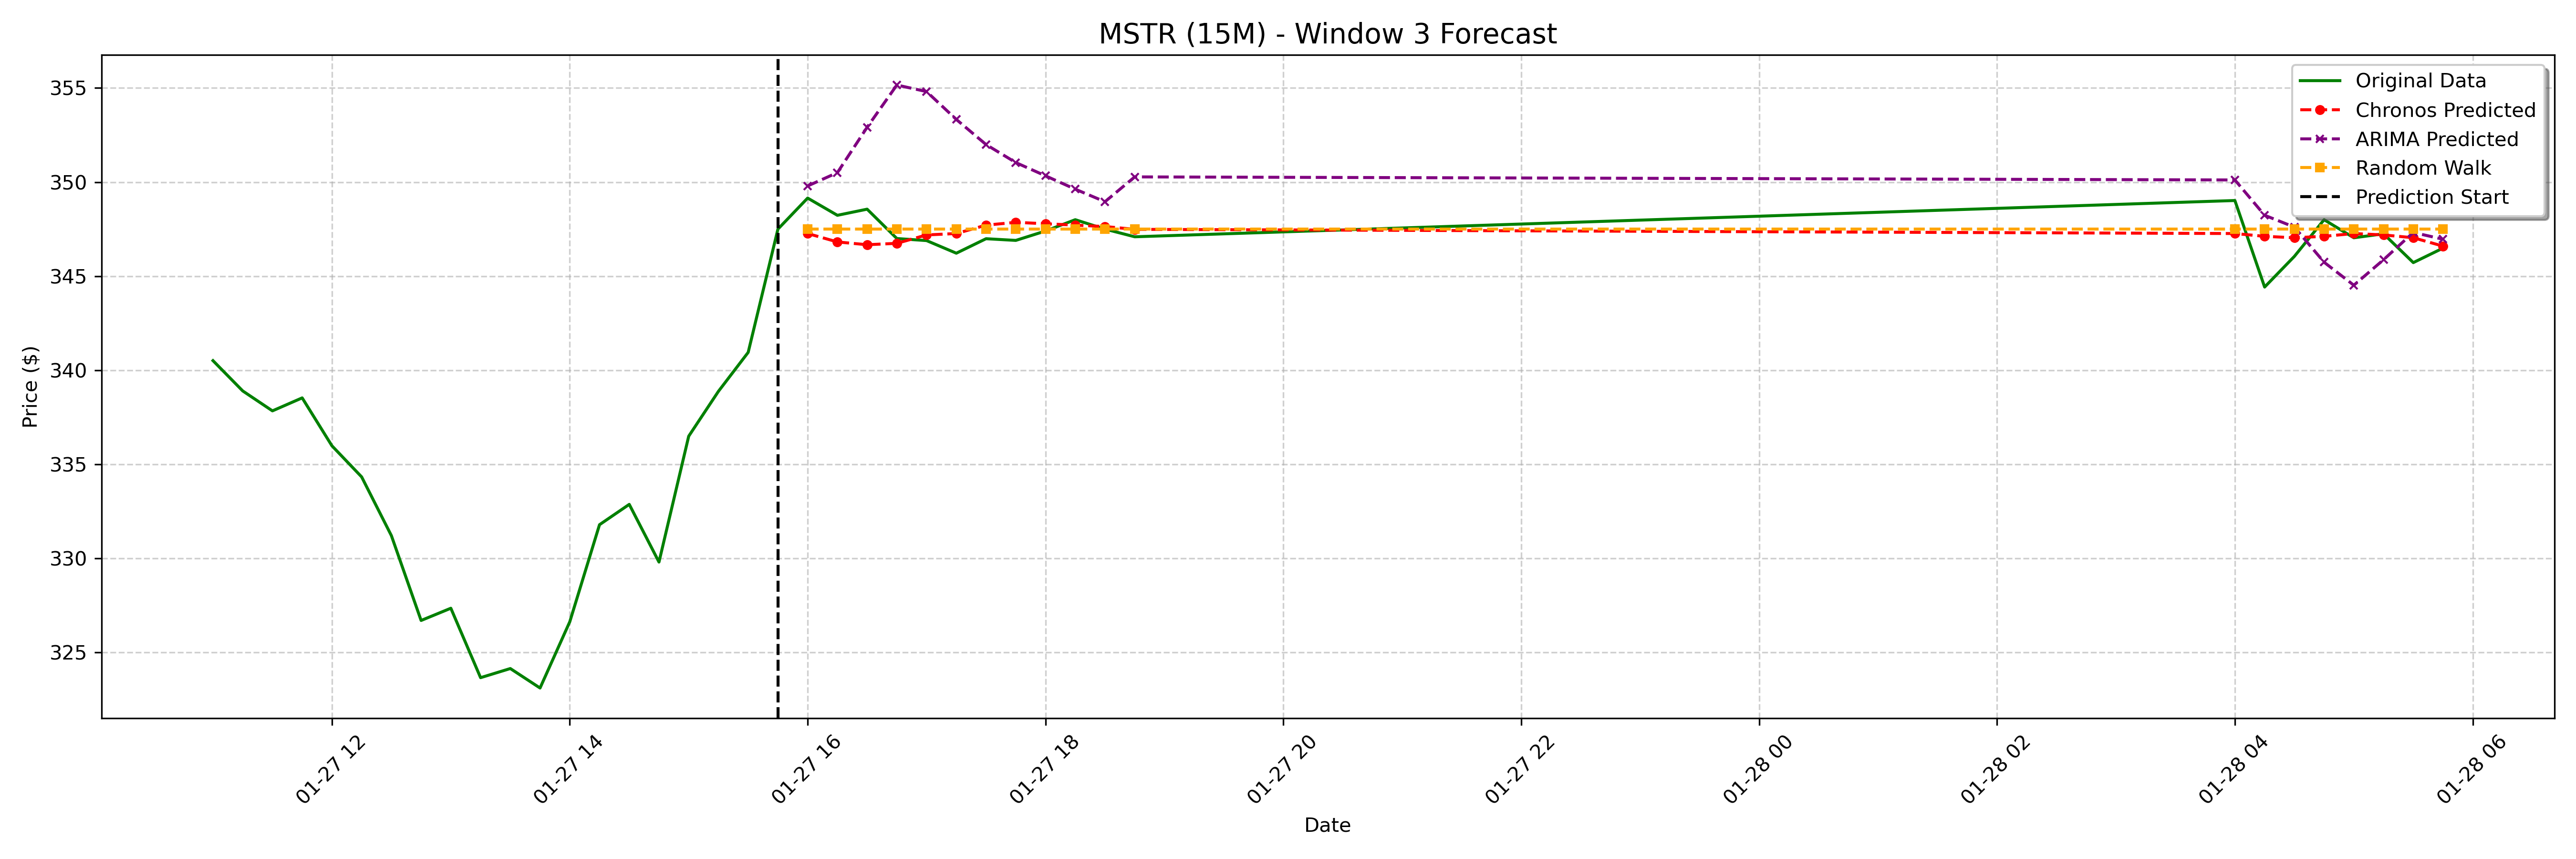 MSTR (15M) - Window 3 Forecast
Price ($)
355
350
345
340
335
330
325
Original Data
Chronos Predicted
ARIMA Predicted
Random Walk
Prediction Start
01-27 12
01-27 14
01-27 16
01-27 18
01-27 20
01-27 22
01-28 00
01-28 02
01-28 04
01-28 06
Date